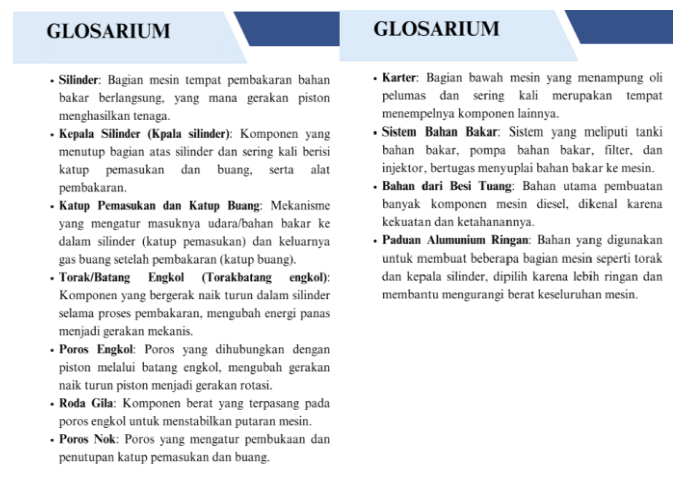 GLOSARIUM
• Silinder: Bagian mesin tempat pembakaran bahan
bakar berlangsung, yang mana gerakan piston
menghasilkan tenaga.
• Kepala Silinder (Kpala silinder): Komponen yang
menutup bagian atas silinder dan sering kali berisi
katup pemasukan dan buang, serta alat
pembakaran.
• Katup Pemasukan dan Katup Buang: Mekanisme
yang mengatur masuknya udara/bahan bakar ke
dalam silinder (katup pemasukan) dan keluarnya
gas buang setelah pembakaran (katup buang).
• Torak/Batang Engkol (Torakbatang engkol):
Komponen yang bergerak naik turun dalam silinder
selama proses pembakaran, mengubah energi panas
menjadi gerakan mekanis.
• Poros Engkol: Poros yang dihubungkan dengan
piston melalui batang engkol, mengubah gerakan
naik turun piston menjadi gerakan rotasi.
• Roda Gila: Komponen berat yang terpasang pada
poros engkol untuk menstabilkan putaran mesin.
• Poros Nok: Poros yang mengatur pembukaan dan
penutupan katup pemasukan dan buang.
GLOSARIUM
• Karter: Bagian bawah mesin yang menampung oli
pelumas dan sering kali merupakan tempat
menempelnya komponen lainnya.
• Sistem Bahan Bakar: Sistem yang meliputi tanki
bahan bakar, pompa bahan bakar, filter, dan
injektor, bertugas menyuplai bahan bakar ke mesin.
• Bahan dari Besi Tuang: Bahan utama pembuatan
banyak komponen mesin diesel, dikenal karena
kekuatan dan ketahanannya.
• Paduan Alumunium Ringan: Bahan yang digunakan
untuk membuat beberapa bagian mesin seperti torak
dan kepala silinder, dipilih karena lebih ringan dan
membantu mengurangi berat keseluruhan mesin.